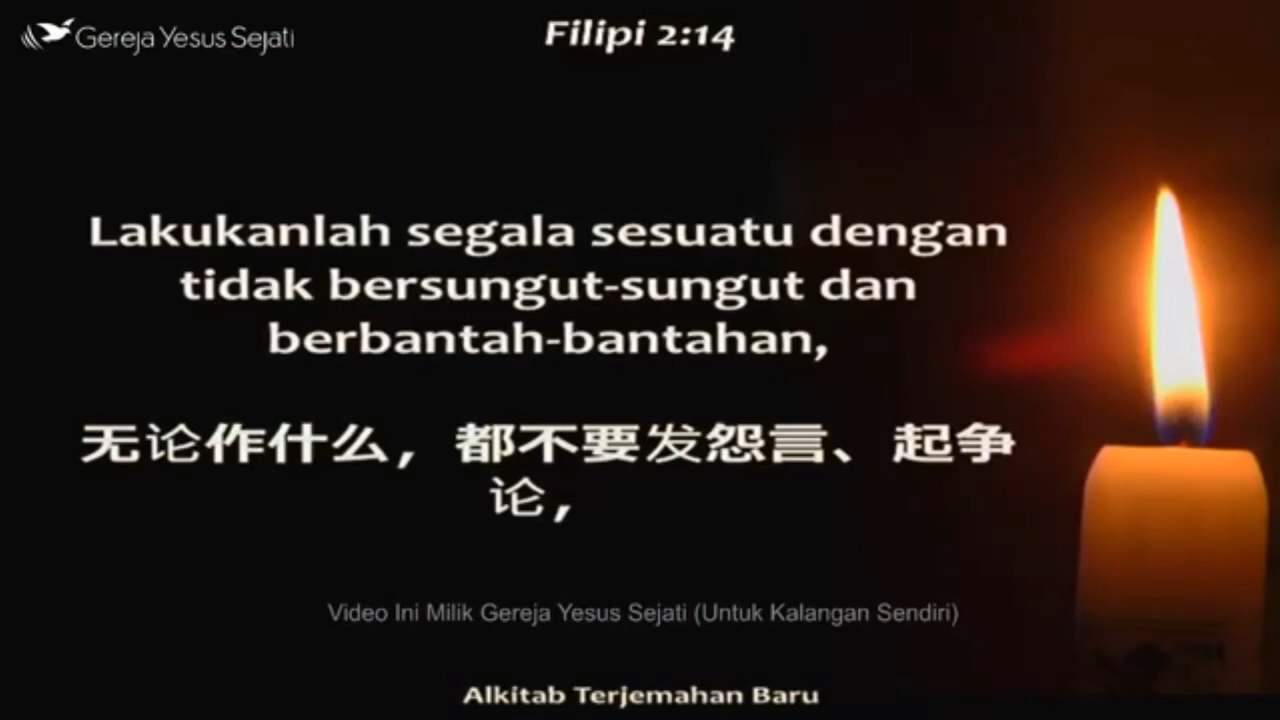 Gereja Yesus Sejati
Filipi 2:14
Lakukanlah segala sesuatu dengan
tidak bersungut-sungut dan
berbantah-bantahan,
无论作什么，都不要发怨言、起争
论，
Video Ini Milik Gereja Yesus Sejati (Untuk Kalangan Sendiri)
Alkitab Terjemahan Baru